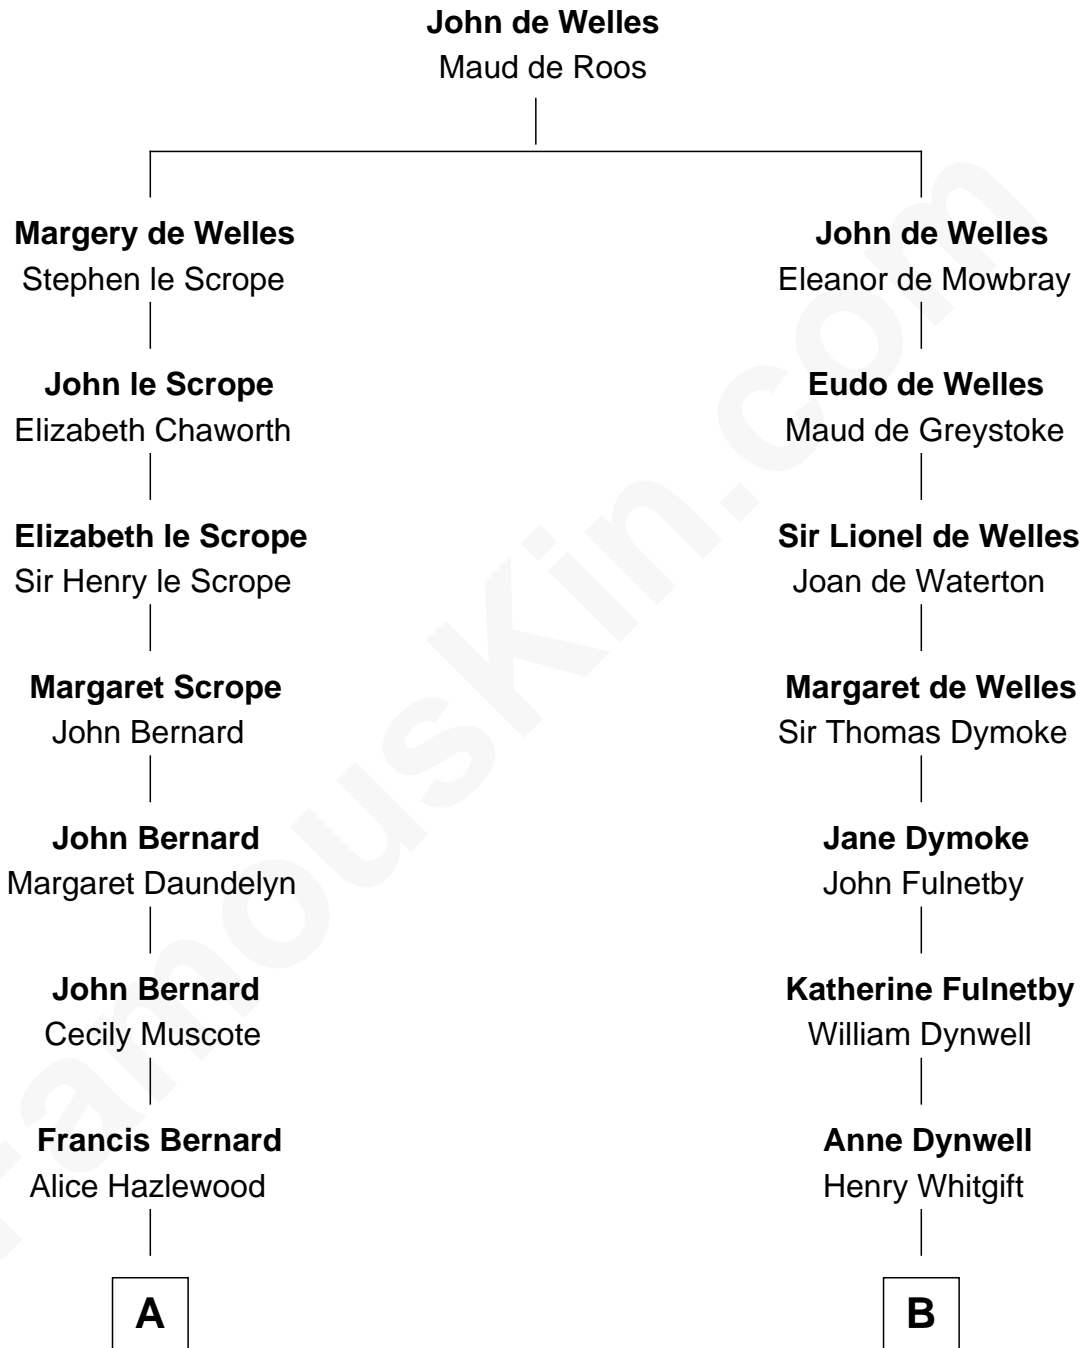 John de Welles
Maud de Roos
Margery de Welles
Stephen le Scrope
John de Welles
Eleanor de Mowbray
John le Scrope
Elizabeth Chaworth
Eudo de Welles
Maud de Greystoke
Elizabeth le Scrope
Sir Henry le Scrope
Sir Lionel de Welles
Joan de Waterton
Margaret Scrope
John Bernard
Margaret de Welles
Sir Thomas Dymoke
John Bernard
Margaret Daundelyn
Jane Dymoke
John Fulnetby
John Bernard
Cecily Muscote
Katherine Fulnetby
William Dynwell
Francis Bernard
Alice Hazlewood
Anne Dynwell
Henry Whitgift
A
B
FamousKin.com